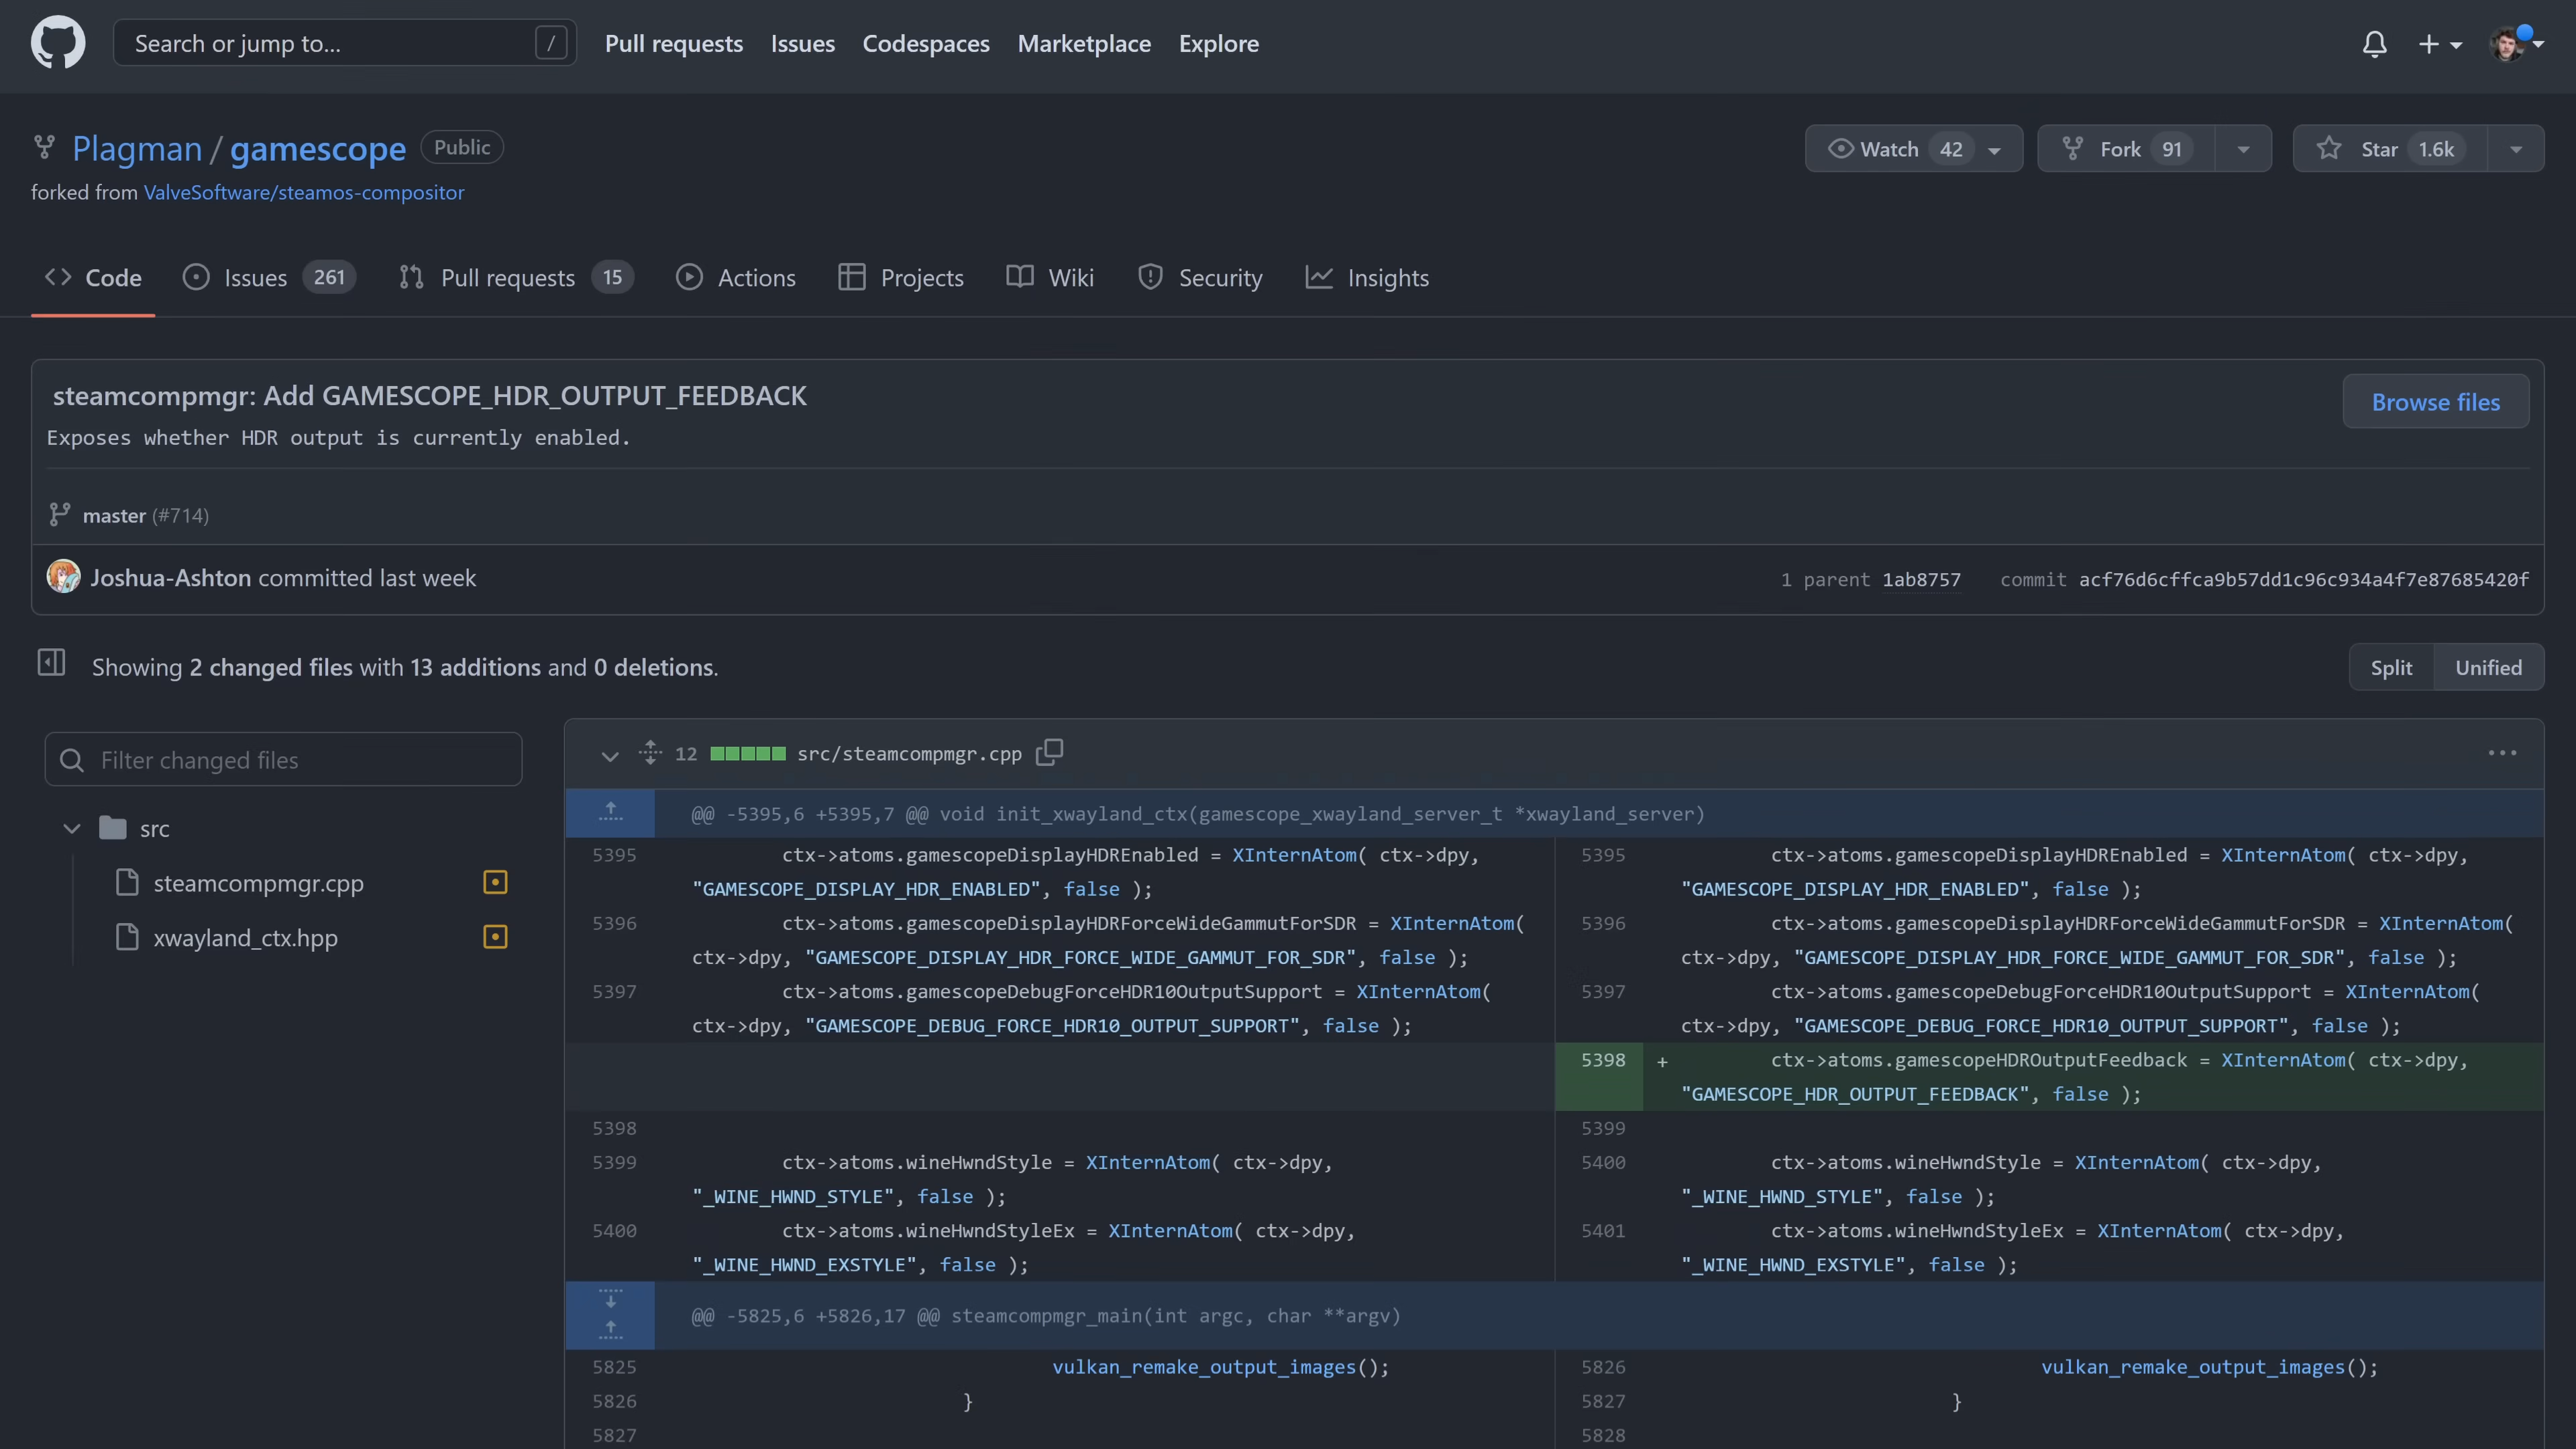 Search or jump to... /
Pull requests Issues Codespaces Marketplace Explore
Plagman / gamescope Public
Watch 42 Fork 91 Star 1.6k
forked from ValveSoftware/steamos-compositor
Code Issues 261 Pull requests 15 Actions Projects Wiki Security Insights
steamcompmgr: Add GAMESCOPE_HDR_OUTPUT_FEEDBACK
Browse files
Exposes whether HDR output is currently enabled.
master (#714)
Joshua-Ashton committed last week
1 parent 1ab8757 commit acf76d6cffca9b57dd1c96c934a4f7e87685420f
Showing 2 changed files with 13 additions and 0 deletions.
Split Unified
Filter changed files
src
steamcompmgr.cpp
xwayland_ctx.hpp
12 src/steamcompmgr.cpp
@@ -5395,6 +5395,7 @@ void init_xwayland_ctx(gamescope_xwayland_server_t *xwayland_server)
5395 ctx->atoms.gamescopeDisplayHDREnabled = XInternAtom( ctx->dpy,
"GAMESCOPE_DISPLAY_HDR_ENABLED", false );
5396 ctx->atoms.gamescopeDisplayHDRForceWideGammutForSDR = XInternAtom(
ctx->dpy, "GAMESCOPE_DISPLAY_HDR_FORCE_WIDE_GAMMUT_FOR_SDR", false );
5397 ctx->atoms.gamescopeDebugForceHDR10OutputSupport = XInternAtom(
ctx->dpy, "GAMESCOPE_DEBUG_FORCE_HDR10_OUTPUT_SUPPORT", false );
5398
5399 ctx->atoms.wineHwndStyle = XInternAtom( ctx->dpy,
"_WINE_HWND_STYLE", false );
5400 ctx->atoms.wineHwndStyleEx = XInternAtom( ctx->dpy,
"_WINE_HWND_EXSTYLE", false );
5395 ctx->atoms.gamescopeDisplayHDREnabled = XInternAtom( ctx->dpy,
"GAMESCOPE_DISPLAY_HDR_ENABLED", false );
5396 ctx->atoms.gamescopeDisplayHDRForceWideGammutForSDR = XInternAtom(
ctx->dpy, "GAMESCOPE_DISPLAY_HDR_FORCE_WIDE_GAMMUT_FOR_SDR", false );
5397 ctx->atoms.gamescopeDebugForceHDR10OutputSupport = XInternAtom(
ctx->dpy, "GAMESCOPE_DEBUG_FORCE_HDR10_OUTPUT_SUPPORT", false );
5398 + ctx->atoms.gamescopeHDROutputFeedback = XInternAtom( ctx->dpy,
"GAMESCOPE_HDR_OUTPUT_FEEDBACK", false );
5399
5400 ctx->atoms.wineHwndStyle = XInternAtom( ctx->dpy,
"_WINE_HWND_STYLE", false );
5401 ctx->atoms.wineHwndStyleEx = XInternAtom( ctx->dpy,
"_WINE_HWND_EXSTYLE", false );
@@ -5825,6 +5826,17 @@ steamcompmgr_main(int argc, char **argv)
5825 vulkan_remake_output_images();
5826 }
5827
5826 vulkan_remake_output_images();
5827 }
5828